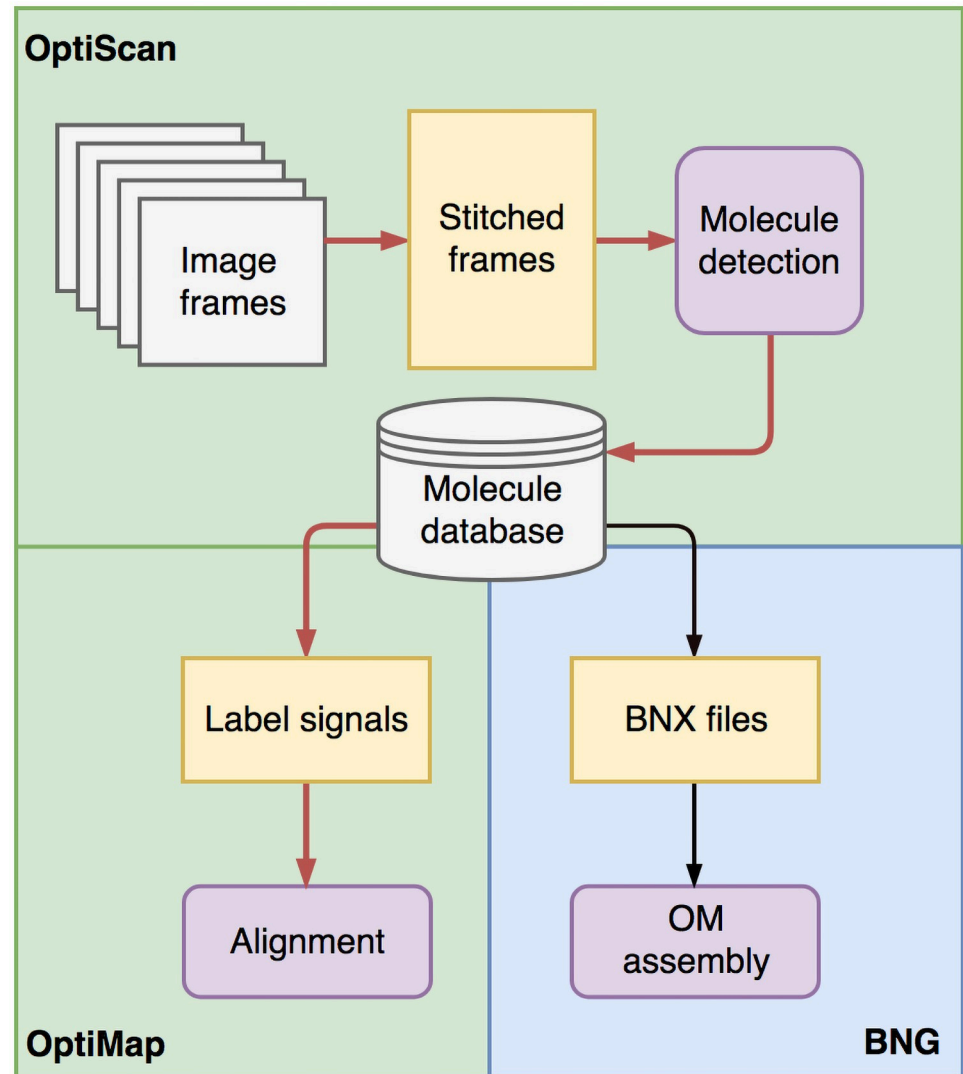 OptiScan
Image
frames
Stitched
frames
Molecule
detection
Molecule
database
Label signals
BNX files
Alignment
OM
assembly
OptiMap
BNG